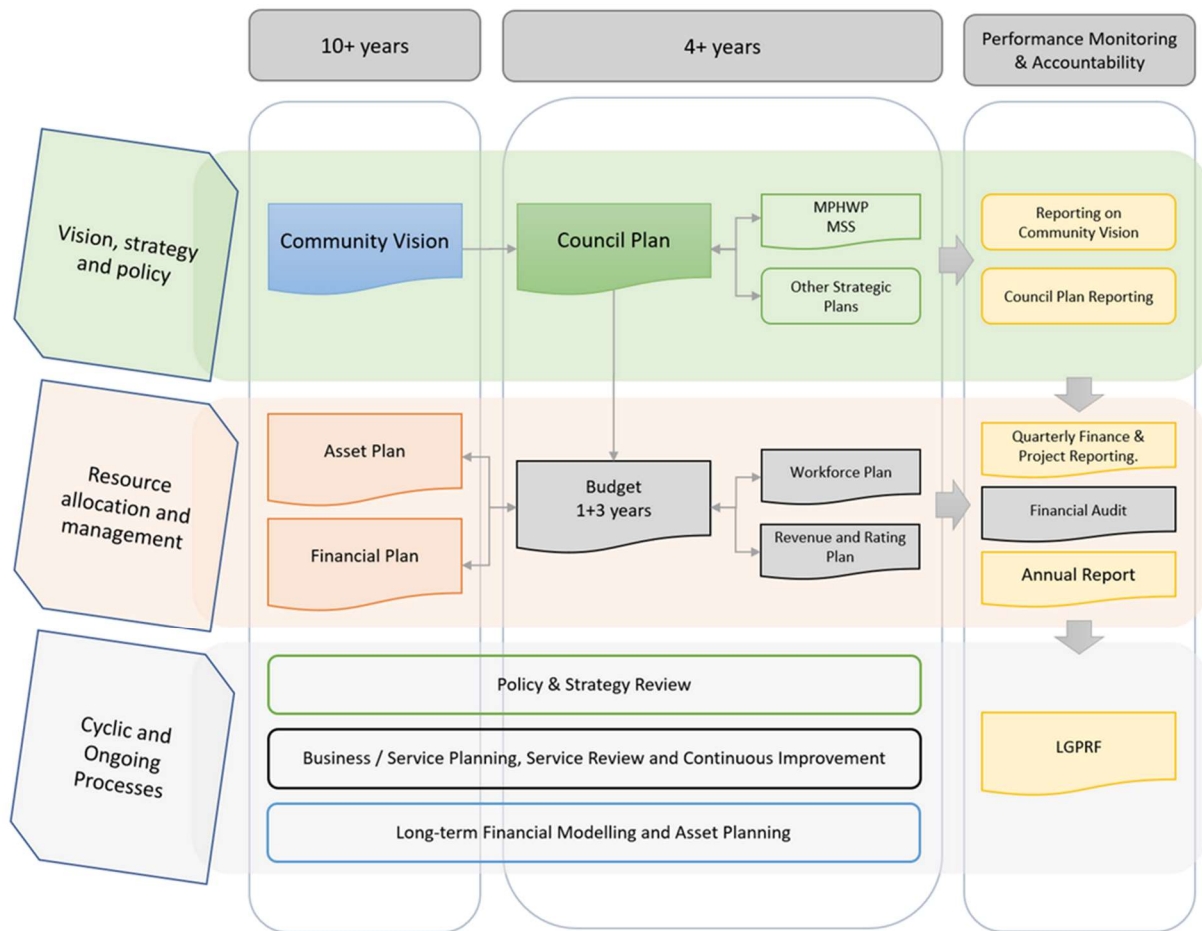 10+ years
4+ years
Performance Monitoring
& Accountability
Vision, strategy
and policy
Community Vision
Council Plan
MPHWP
MSS
Other Strategic
Plans
Reporting on
Community Vision
Council Plan Reporting
Resource
allocation and
management
Asset Plan
Financial Plan
Budget
1+3 years
Workforce Plan
Revenue and Rating
Plan
Quarterly Finance &
Project Reporting.
Financial Audit
Annual Report
Cyclic and
Ongoing
Processes
Policy & Strategy Review
Business / Service Planning, Service Review and Continuous Improvement
Long-term Financial Modelling and Asset Planning
LGPRF